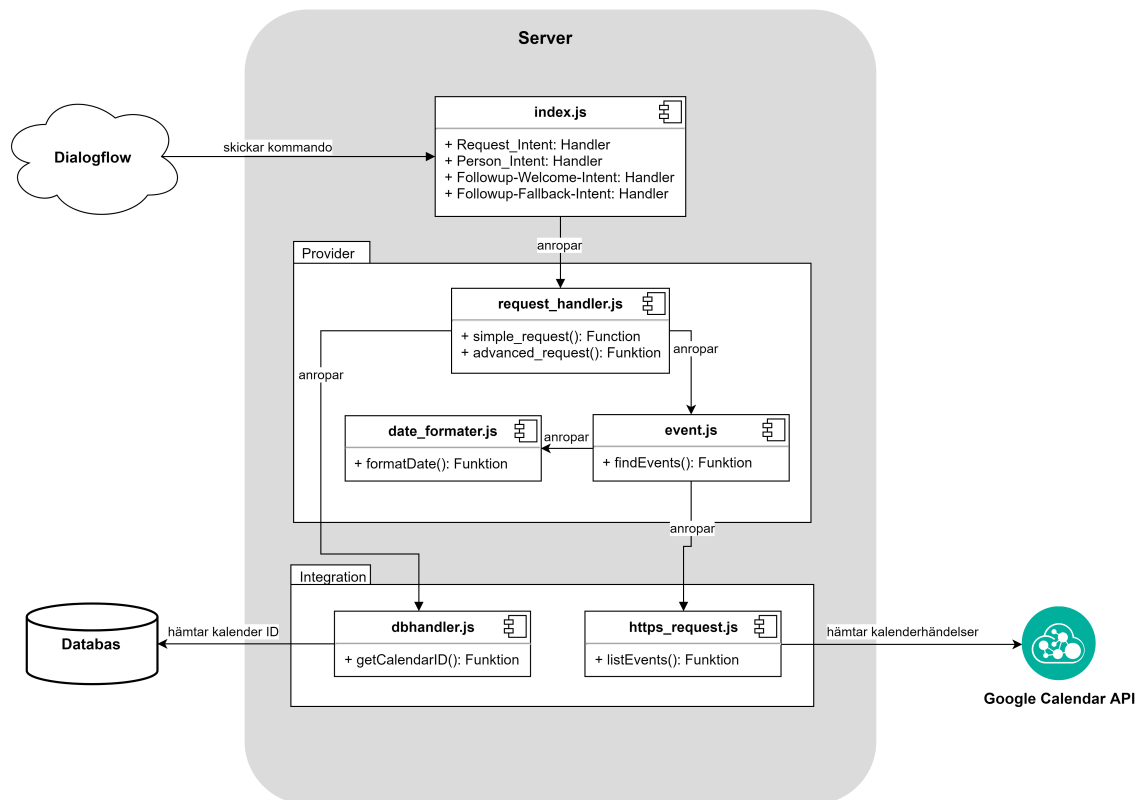 Server
Dialogflow
skickar kommando
index.js
+ Request_Intent: Handler
+ Person_Intent: Handler
+ Followup-Welcome-Intent: Handler
+ Followup-Fallback-Intent: Handler
anropar
Provider
request_handler.js
+ simple_request(): Function
+ advanced_request(): Funktion
anropar
anropar
date_formater.js
+ formatDate(): Funktion
anropar
event.js
+ findEvents(): Funktion
anropar
Integration
dbhandler.js
+ getCalendarID(): Funktion
https_request.js
+ listEvents(): Funktion
hämtar kalender ID
Databas
hämtar kalenderhändelser
Google Calendar API